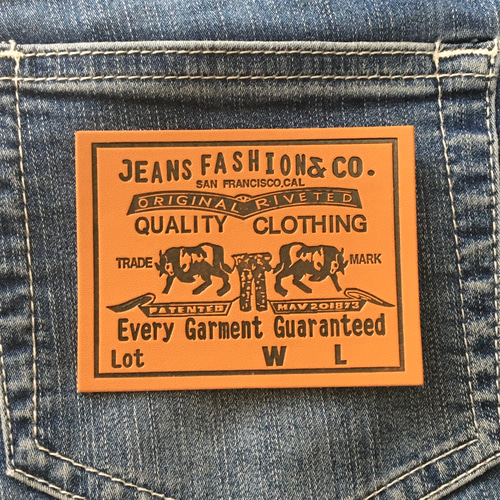 JEANS FASHION & CO.
SAN FRANCISCO,CAL
ORIGINAL RIVETED
QUALITY CLOTHING
TRADE MARK
PATENTED MAY 20 1873
Every Garment Guaranteed
Lot W L